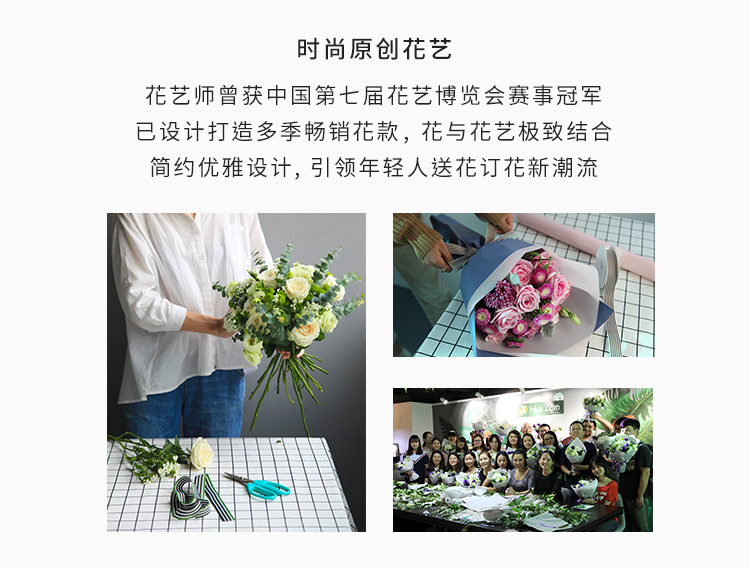 时尚原创花艺
花艺师曾获中国第七届花艺博览会赛事冠军
已设计打造多季畅销花款，花与花艺极致结合
简约优雅设计，引领年轻人送花订花新潮流